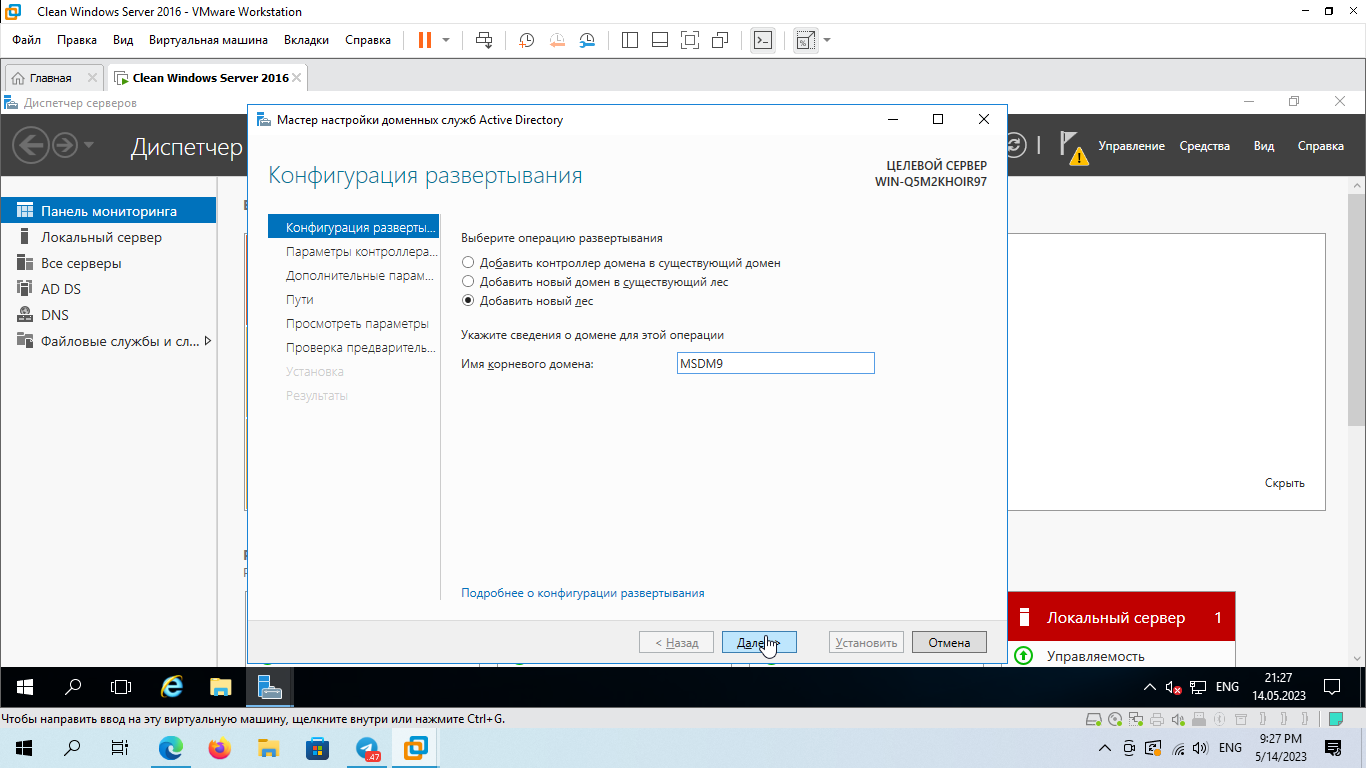 Clean Windows Server 2016 - VMware Workstation
Файл Правка Вид Виртуальная машина Вкладки Справка
Главная
Clean Windows Server 2016
Диспетчер серверов
Диспетчер
Управление Средства Вид Справка
Мастер настройки доменных служб Active Directory
Конфигурация развертывания
ЦЕЛЕВОЙ СЕРВЕР
WIN-Q5M2KHOIR97
Панель мониторинга
Локальный сервер
Все серверы
AD DS
DNS
Файловые службы и сл...
Конфигурация разверты...
Параметры контроллера...
Дополнительные парам...
Пути
Просмотреть параметры
Проверка предваритель...
Установка
Результаты
Выберите операцию развертывания
Добавить контроллер домена в существующий домен
Добавить новый домен в существующий лес
Добавить новый лес
Укажите сведения о домене для этой операции
Имя корневого домена: MSDM9
Подробнее о конфигурации развертывания
< Назад Установить Отмена
Скрыть
Локальный сервер 1
Управляемость
ENG
21:27
14.05.2023
Чтобы направить ввод на эту виртуальную машину, щелкните внутри или нажмите Ctrl+G.
.47
ENG
9:27 PM
5/14/2023